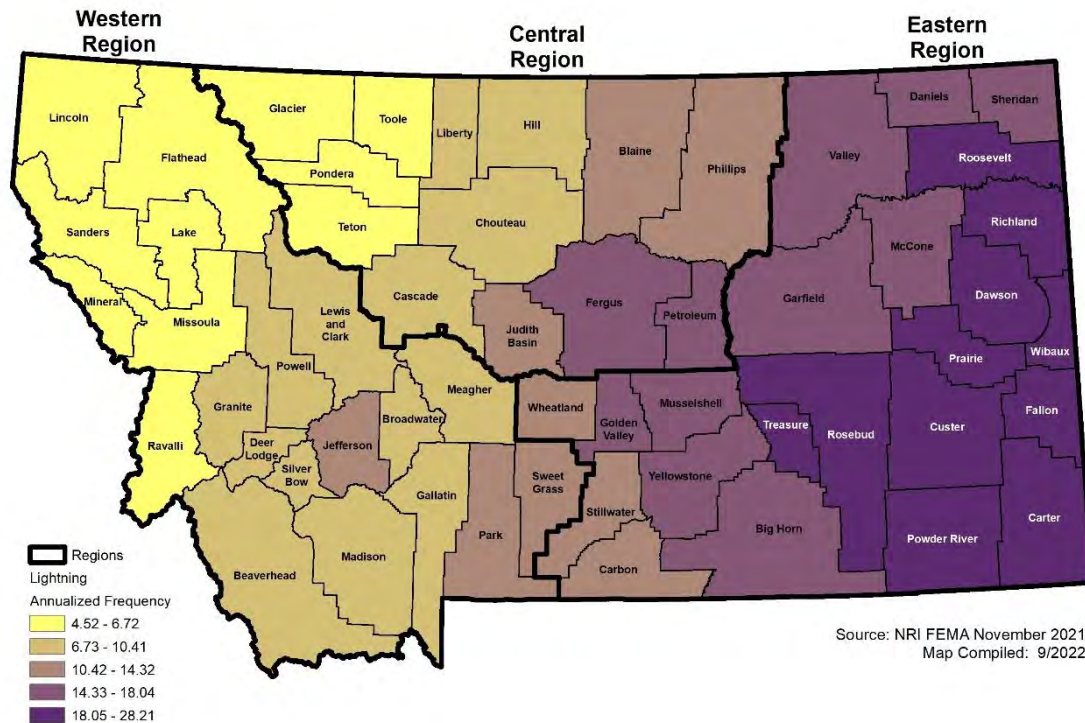 Western
Region
Central
Region
Eastern
Region
Lincoln
Flathead
Glacier
Toole
Liberty
Hill
Blaine
Phillips
Valley
Daniels
Sheridan
Roosevelt
Pondera
Teton
Chouteau
Richland
McCone
Sanders
Lake
Mineral
Missoula
Cascade
Judith
Basin
Fergus
Petroleum
Garfield
Dawson
Prairie
Wibaux
Lewis
and
Clark
Powell
Granite
Meagher
Broadwater
Wheatland
Golden
Valley
Musselshell
Treasure
Rosebud
Custer
Fallon
Ravalli
Deer
Lodge
Silver
Bow
Jefferson
Gallatin
Park
Sweet
Grass
Stillwater
Yellowstone
Big Horn
Carbon
Powder River
Carter
Beaverhead
Madison
Regions
Lightning
Annualized Frequency
4.52 - 6.72
6.73 - 10.41
10.42 - 14.32
14.33 - 18.04
18.05 - 28.21
Source: NRI FEMA November 2021
Map Compiled: 9/2022